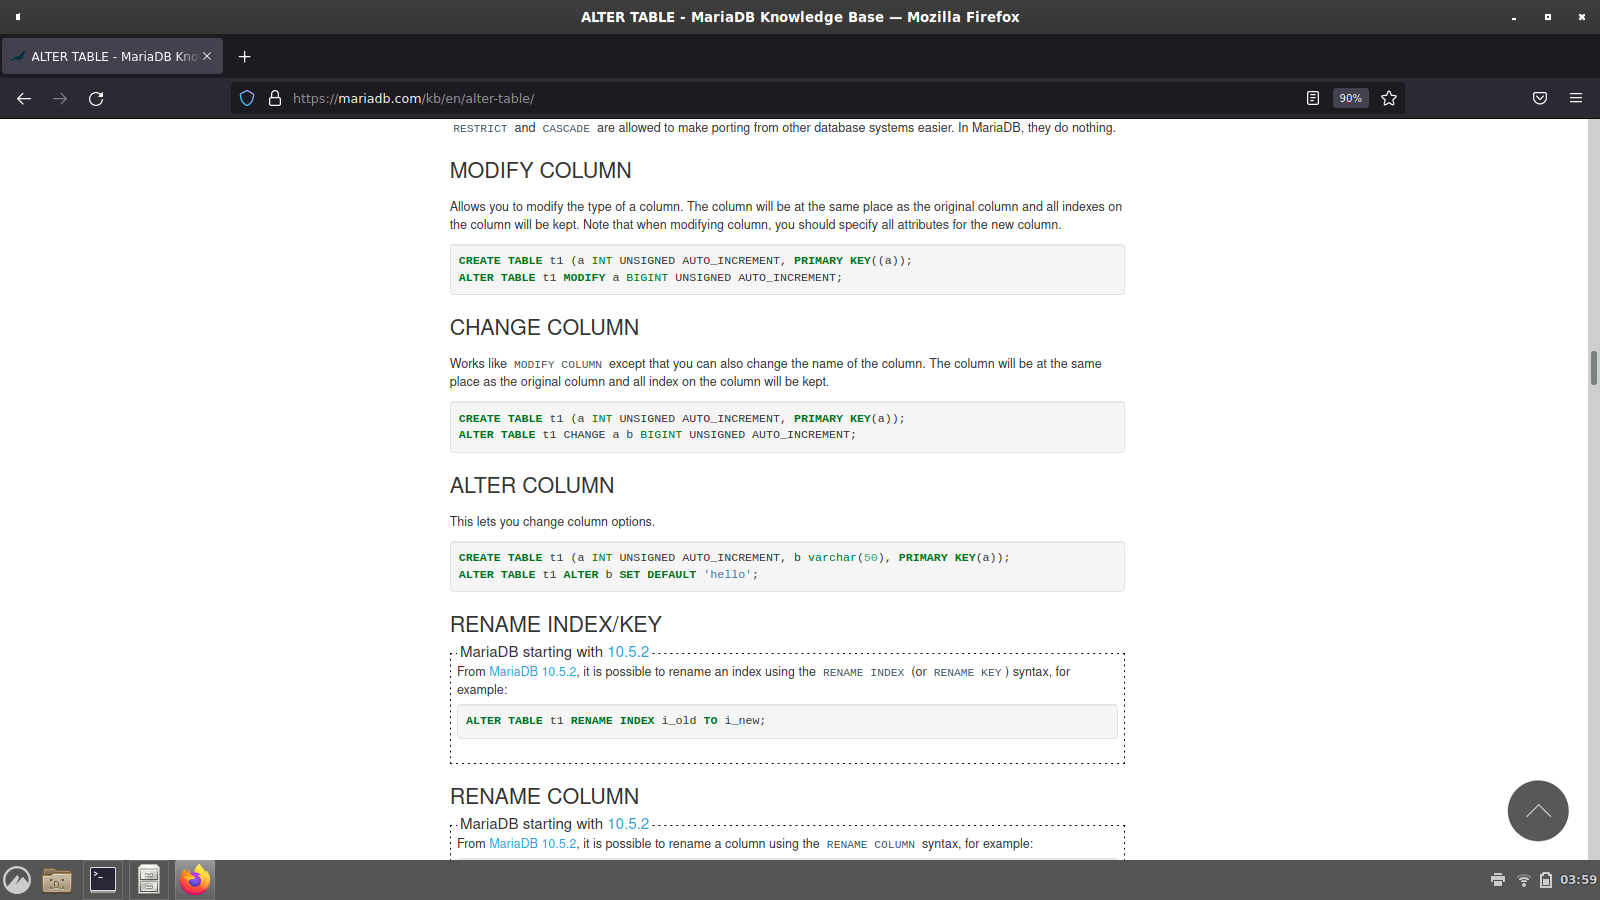 ALTER TABLE - MariaDB Knowledge Base — Mozilla Firefox
ALTER TABLE - MariaDB Kno
https://mariadb.com/kb/en/alter-table/
90%
RESTRICT and CASCADE are allowed to make porting from other database systems easier. In MariaDB, they do nothing.
MODIFY COLUMN
Allows you to modify the type of a column. The column will be at the same place as the original column and all indexes on
the column will be kept. Note that when modifying column, you should specify all attributes for the new column.
CREATE TABLE t1 (a INT UNSIGNED AUTO_INCREMENT, PRIMARY KEY((a));
ALTER TABLE t1 MODIFY a BIGINT UNSIGNED AUTO_INCREMENT;
CHANGE COLUMN
Works like MODIFY COLUMN except that you can also change the name of the column. The column will be at the same
place as the original column and all index on the column will be kept.
CREATE TABLE t1 (a INT UNSIGNED AUTO_INCREMENT, PRIMARY KEY(a));
ALTER TABLE t1 CHANGE a b BIGINT UNSIGNED AUTO_INCREMENT;
ALTER COLUMN
This lets you change column options.
CREATE TABLE t1 (a INT UNSIGNED AUTO_INCREMENT, b varchar(50), PRIMARY KEY(a));
ALTER TABLE t1 ALTER b SET DEFAULT 'hello';
RENAME INDEX/KEY
MariaDB starting with 10.5.2
From MariaDB 10.5.2, it is possible to rename an index using the RENAME INDEX (or RENAME KEY) syntax, for
example:
ALTER TABLE t1 RENAME INDEX i_old TO i_new;
RENAME COLUMN
MariaDB starting with 10.5.2
From MariaDB 10.5.2, it is possible to rename a column using the RENAME COLUMN syntax, for example:
03:59